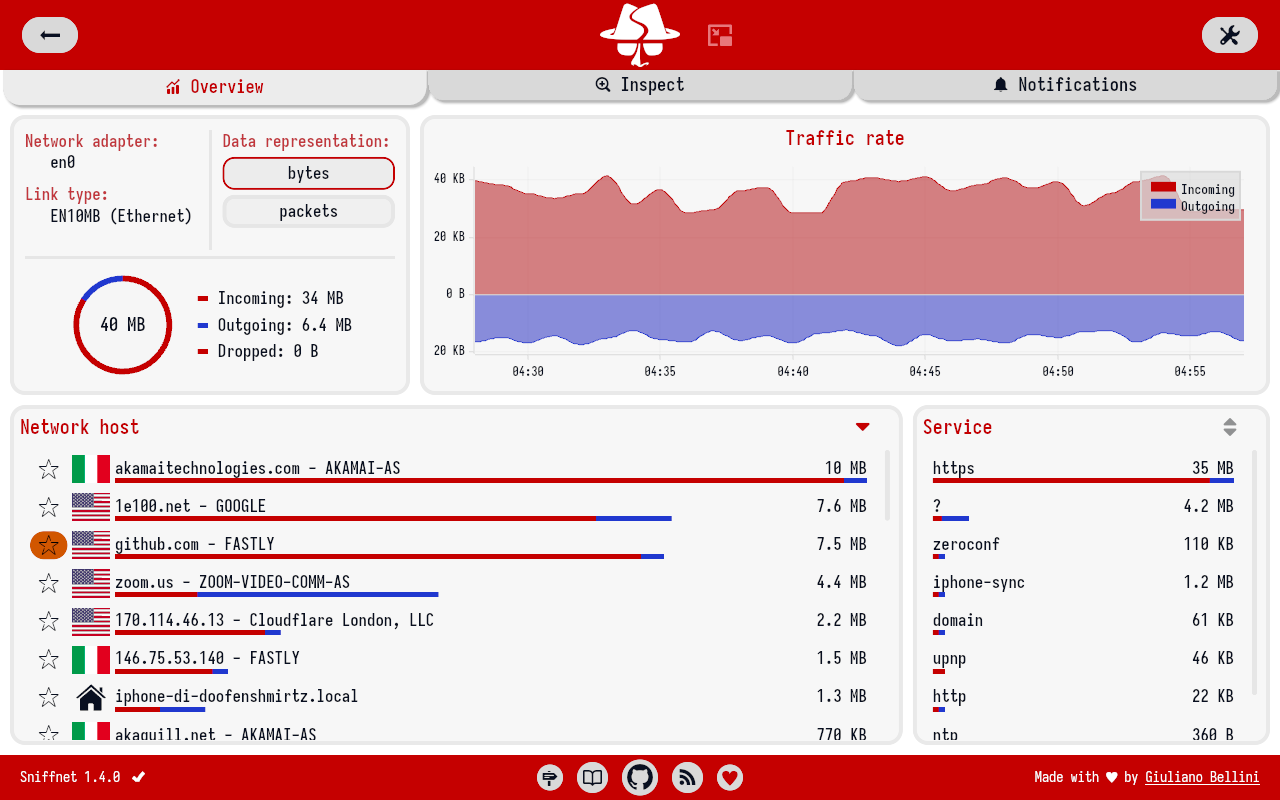 Overview
Inspect
Notifications
Network adapter:
en0
Link type:
EN10MB (Ethernet)
Data representation:
bytes
packets
40 MB
Incoming: 34 MB
Outgoing: 6.4 MB
Dropped: 0 B
Traffic rate
40 KB
20 KB
0 B
20 KB
Incoming
Outgoing
04:30 04:35 04:40 04:45 04:50 04:55
Network host
akamaitechnologies.com - AKAMAI-AS 10 MB
1e100.net - GOOGLE 7.6 MB
github.com - FASTLY 7.5 MB
zoom.us - ZOOM-VIDEO-COMM-AS 4.4 MB
170.114.46.13 - Cloudflare London, LLC 2.2 MB
146.75.53.140 - FASTLY 1.5 MB
iphone-di-doofenshmirtz.local 1.3 MB
akaquill.net - AKAMAI-AS 770 KB
Service
https 35 MB
? 4.2 MB
zeroconf 110 KB
iphone-sync 1.2 MB
domain 61 KB
upnp 46 KB
http 22 KB
ntp 360 B
Sniffnet 1.4.0
Made with ♥ by Giuliano Bellini